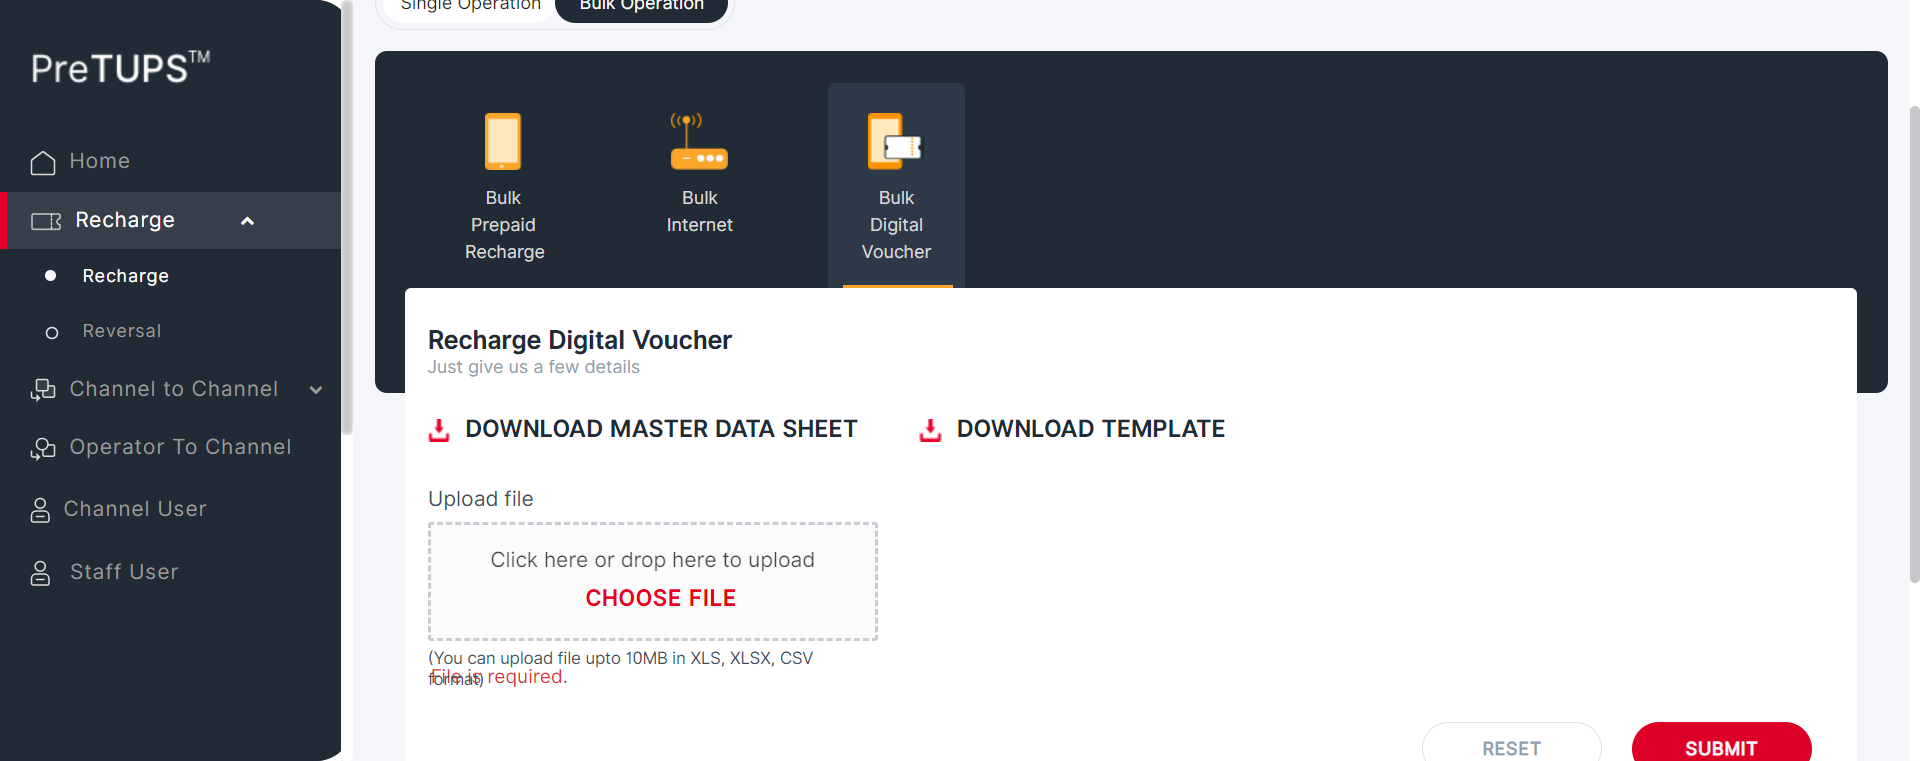 Single Operation
Bulk Operation
PreTUPS™
Home
Recharge
Recharge
Reversal
Channel to Channel
Operator To Channel
Channel User
Staff User
Bulk
Prepaid
Recharge
Bulk
Internet
Bulk
Digital
Voucher
Recharge Digital Voucher
Just give us a few details
DOWNLOAD MASTER DATA SHEET
DOWNLOAD TEMPLATE
Upload file
Click here or drop here to upload
CHOOSE FILE
(You can upload file upto 10MB in XLS, XLSX, CSV
format)
File is required.
RESET
SUBMIT